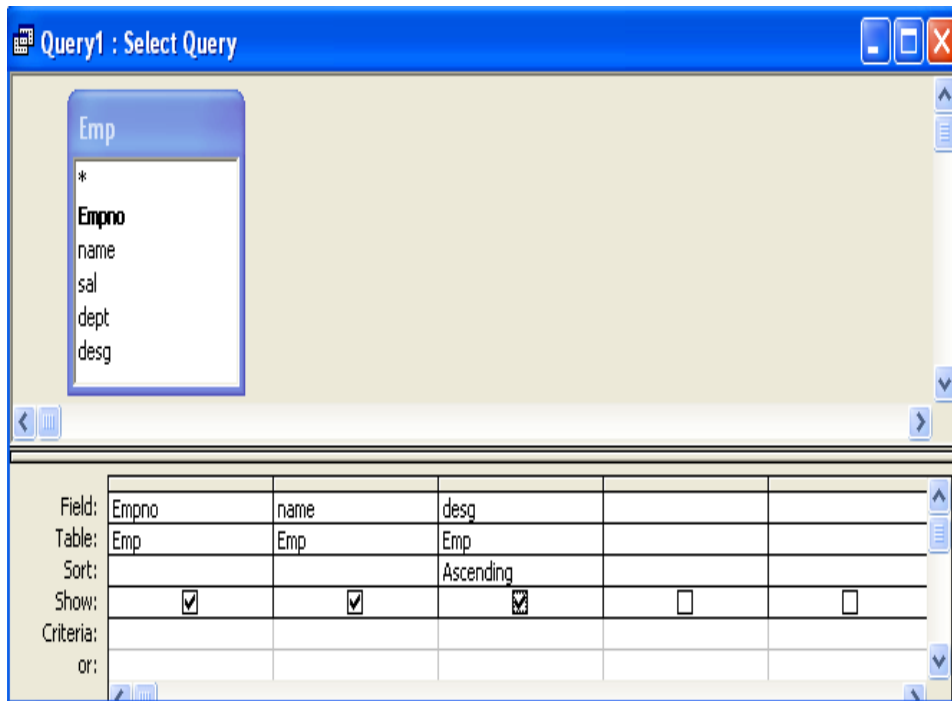 Query1 : Select Query
Emp
*
Empno
name
sal
dept
desg
Field: Empno name desg
Table: Emp Emp Emp
Sort: Ascending
Show:
Criteria:
or: